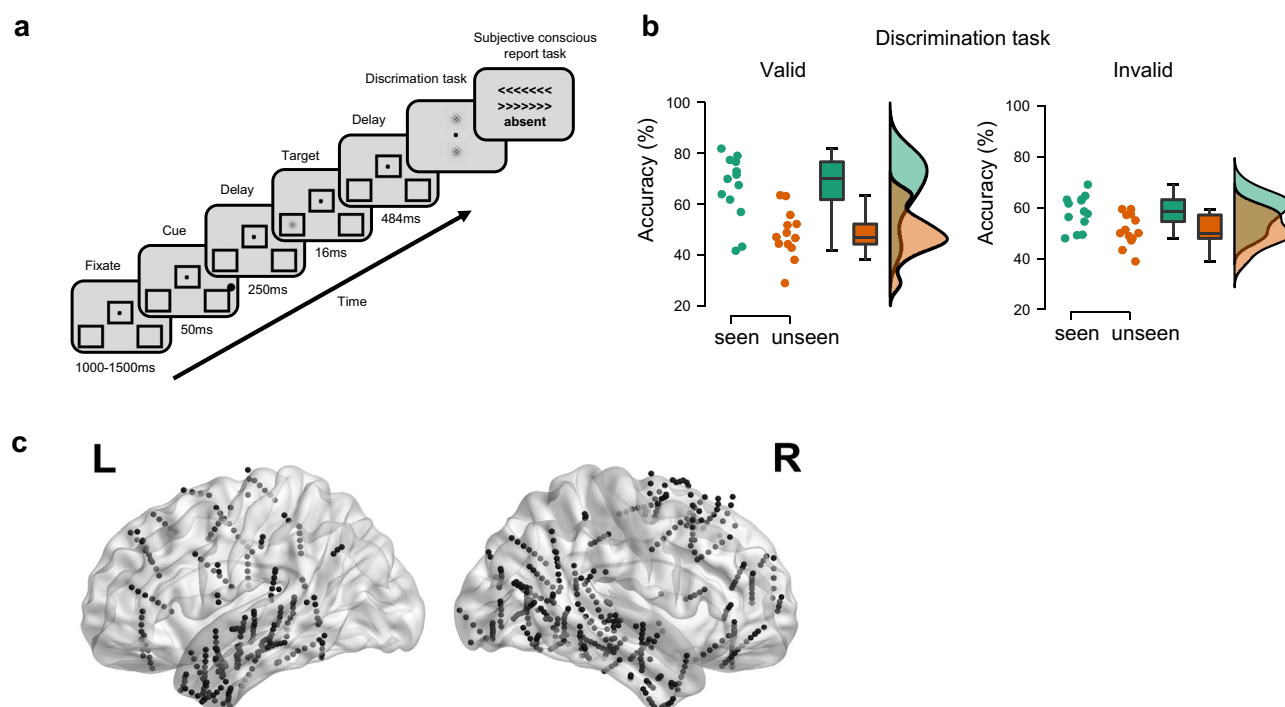 a
Subjective conscious
report task
<<<<<<<
>>>>>>>
absent
Discrimation task
Delay
Target
484ms
Delay
16ms
Cue
250ms
Fixate
50ms
Time
1000-1500ms
b
Discrimination task
Valid
Accuracy (%)
100
80
60
40
20
seen unseen
Invalid
Accuracy (%)
100
80
60
40
20
seen unseen
c
L
R